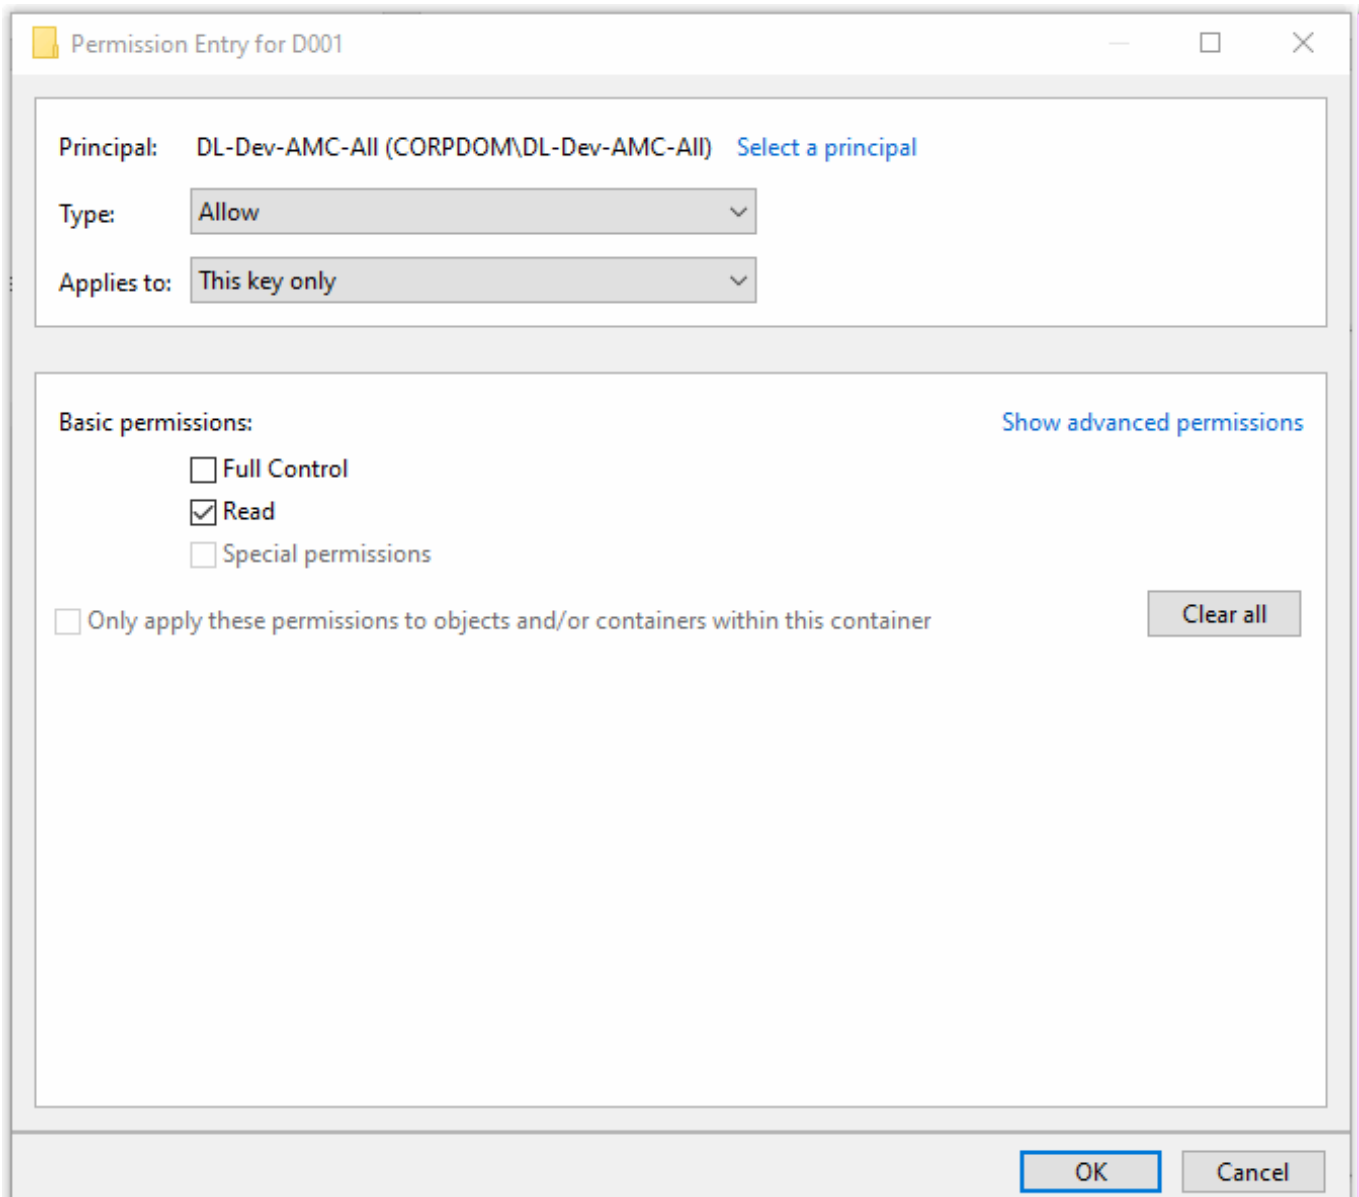 Permission Entry for D001
Principal: DL-Dev-AMC-All (CORPDOM\DL-Dev-AMC-All) Select a principal
Type: Allow
Applies to: This key only
Basic permissions: Show advanced permissions
Full Control
Read
Special permissions
Only apply these permissions to objects and/or containers within this container
Clear all
OK Cancel